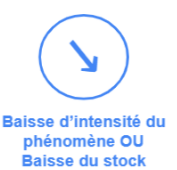 Baisse d'intensité du
phénomène OU
Baisse du stock